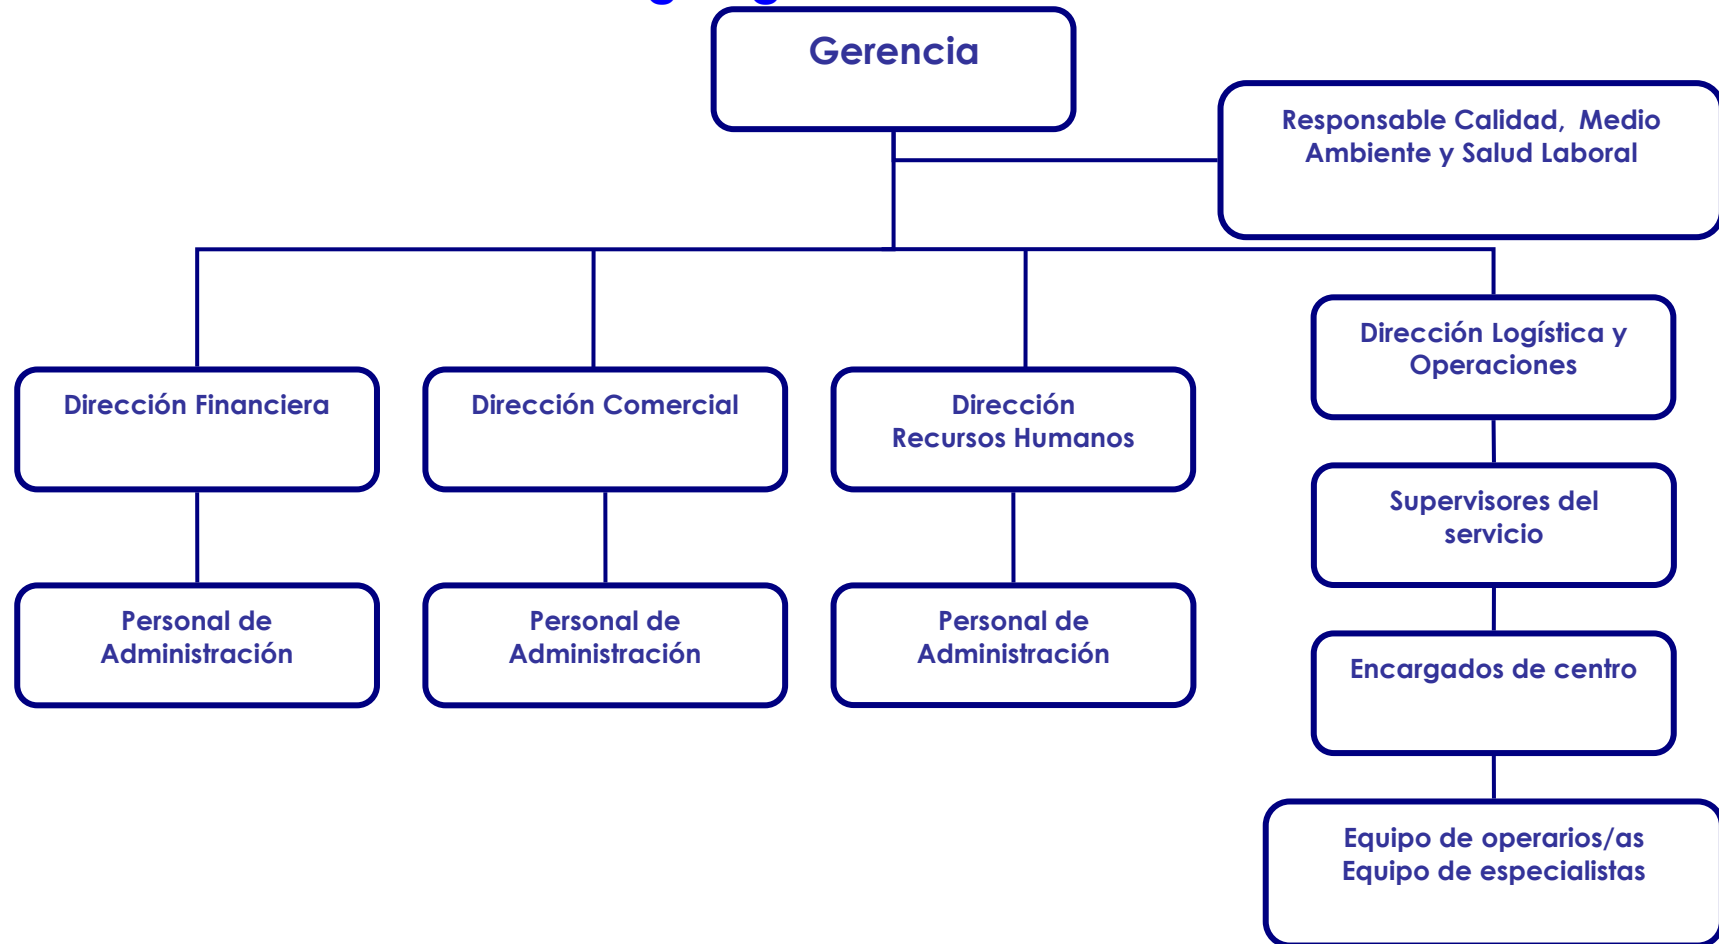 Gerencia
Responsable Calidad, Medio
Ambiente y Salud Laboral
Dirección Logística y
Operaciones
Dirección Financiera
Dirección Comercial
Dirección
Recursos Humanos
Supervisores del
servicio
Personal de
Administración
Personal de
Administración
Personal de
Administración
Encargados de centro
Equipo de operarios/as
Equipo de especialistas